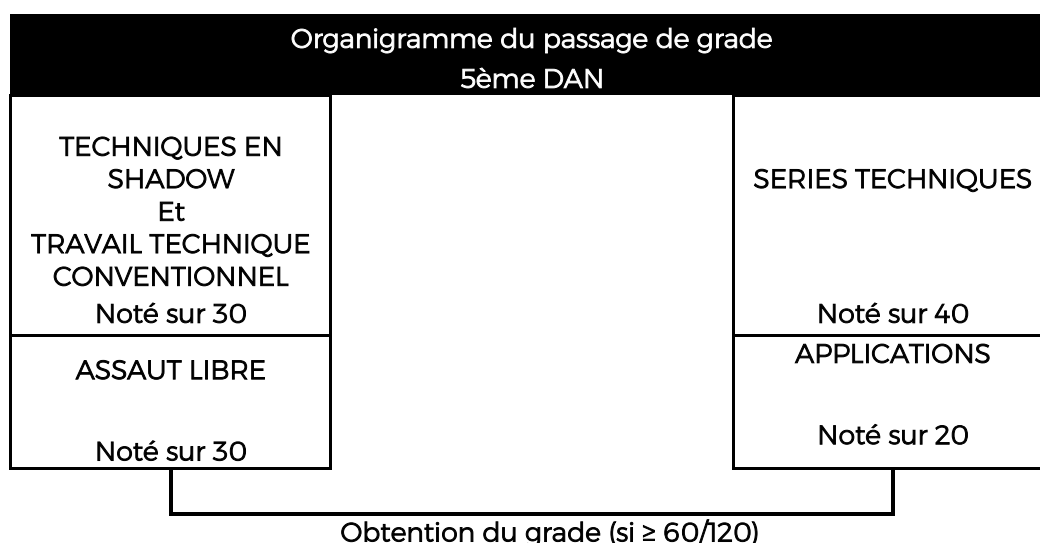 Organigramme du passage de grade
5ème DAN
TECHNIQUES EN
SHADOW
Et
TRAVAIL TECHNIQUE
CONVENTIONNEL
Noté sur 30
ASSAUT LIBRE
Noté sur 30
SERIES TECHNIQUES
Noté sur 40
APPLICATIONS
Noté sur 20
Obtention du grade (si ≥ 60/120)